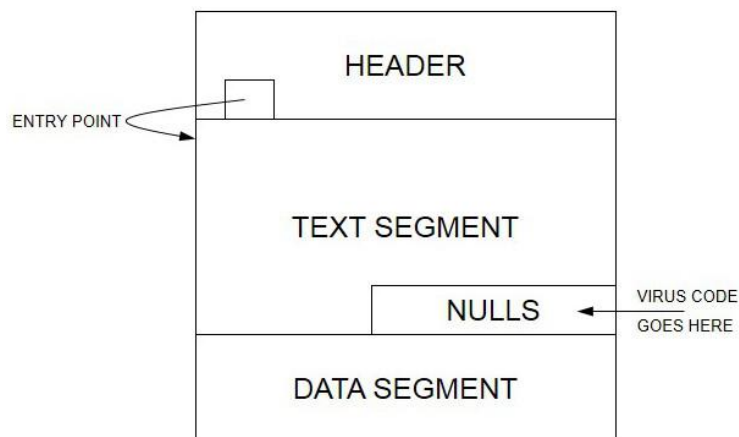 HEADER
ENTRY POINT
TEXT SEGMENT
NULLS
VIRUS CODE
GOES HERE
DATA SEGMENT